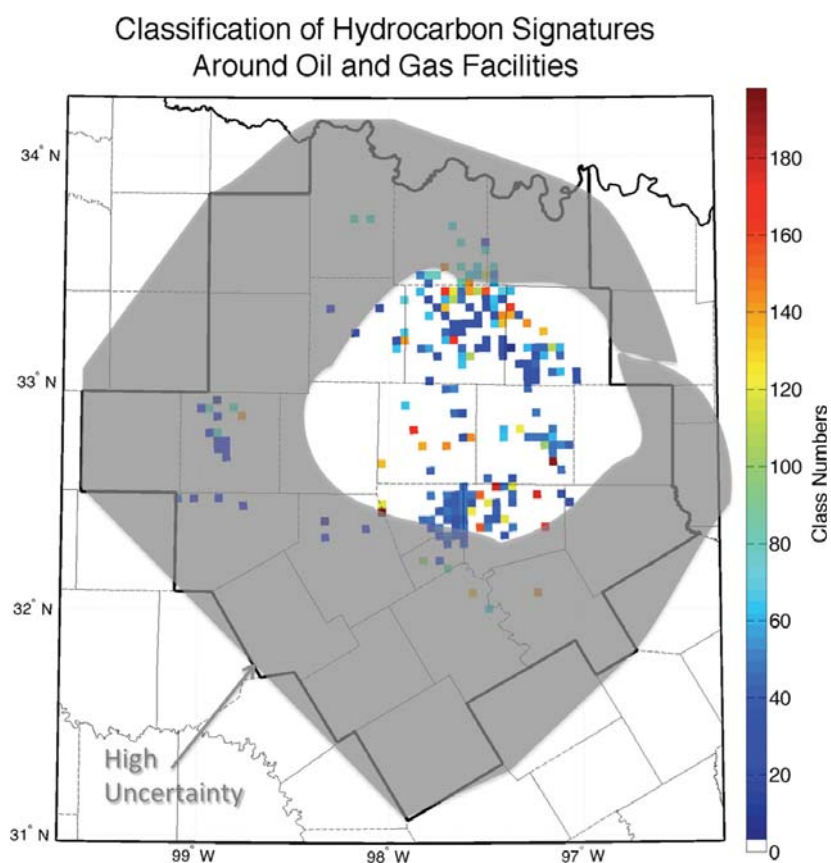 Classification of Hydrocarbon Signatures
Around Oil and Gas Facilities
34° N
33° N
32° N
31° N
99° W
98° W
97° W
High
Uncertainty
180
160
140
120
100
80
60
40
20
0
Class Numbers